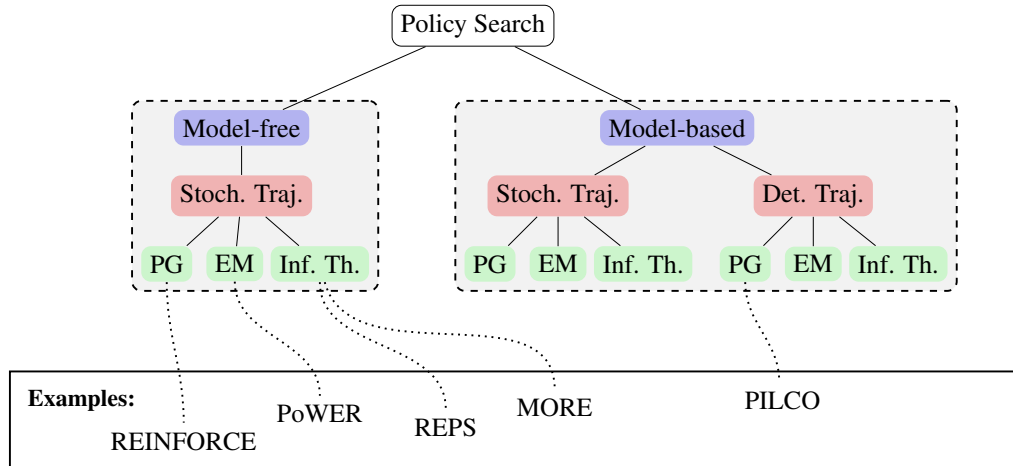 Policy Search
Model-free Model-based
Stoch. Traj. Stoch. Traj. Det. Traj.
PG EM Inf. Th. PG EM Inf. Th. PG EM Inf. Th.
Examples: PoWER MORE PILCO
REINFORCE REPS